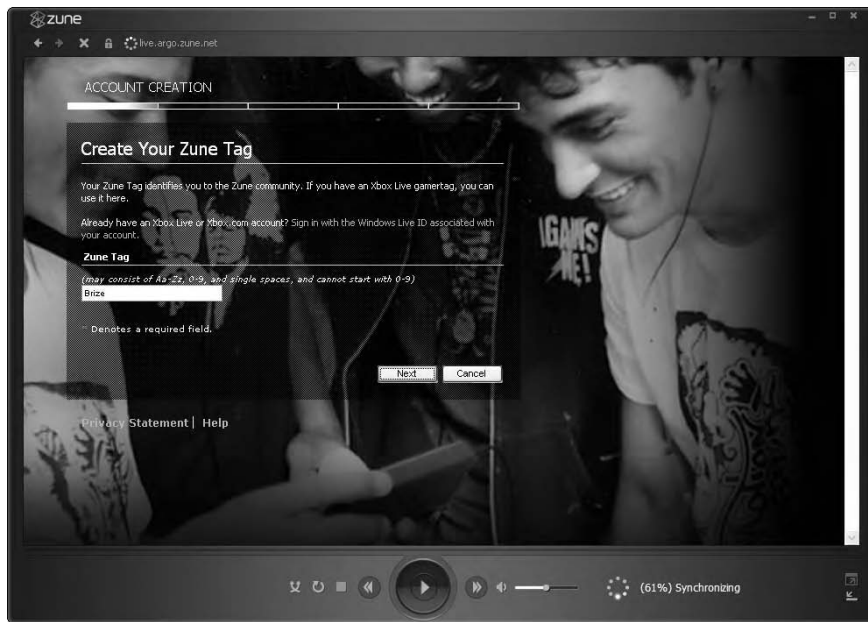 zune
live.argo.zune.net
ACCOUNT CREATION
Create Your Zune Tag
Your Zune Tag identifies you to the Zune community. If you have an Xbox Live gamertag, you can
use it here.
Already have an Xbox Live or Xbox.com account? Sign in with the Windows Live ID associated with
your account.
Zune Tag
(may consist of Aa-Zz, 0-9, and single spaces, and cannot start with 0-9)
Brize
* Denotes a required field.
Next Cancel
Privacy Statement | Help
GAMES
ME!
(61%) Synchronizing